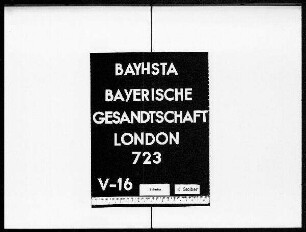 BAYHSTA
BAYERISCHE
GESANDTSCHAFT
LONDON
723
V-16